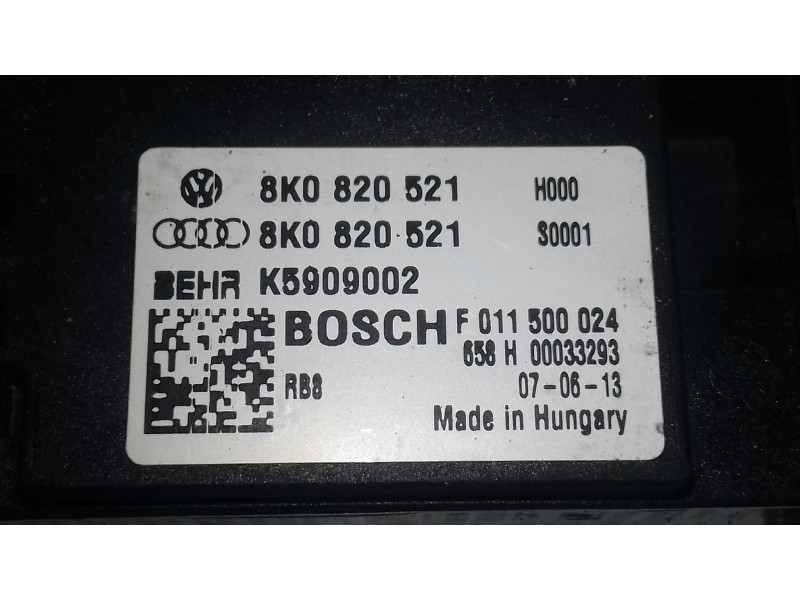 8K0 820 521 H000
8K0 820 521 S0001
BEHR K5909002
BOSCH F 011 500 024
658 H 00033293
RB8 07-06-13
Made in Hungary